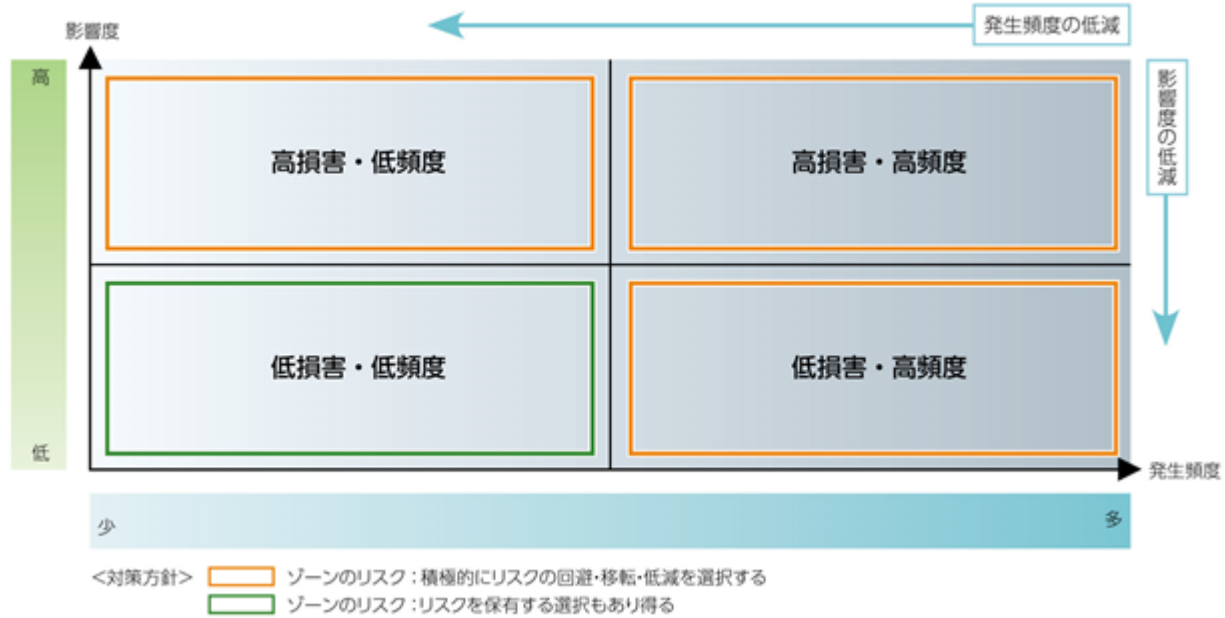 影響度
発生頻度の低減
高
影響度の低減
高損害・低頻度
高損害・高頻度
低損害・低頻度
低損害・高頻度
低
発生頻度
少
多
<対策方針>
ゾーンのリスク：積極的にリスクの回避・移転・低減を選択する
ゾーンのリスク：リスクを保有する選択もあり得る